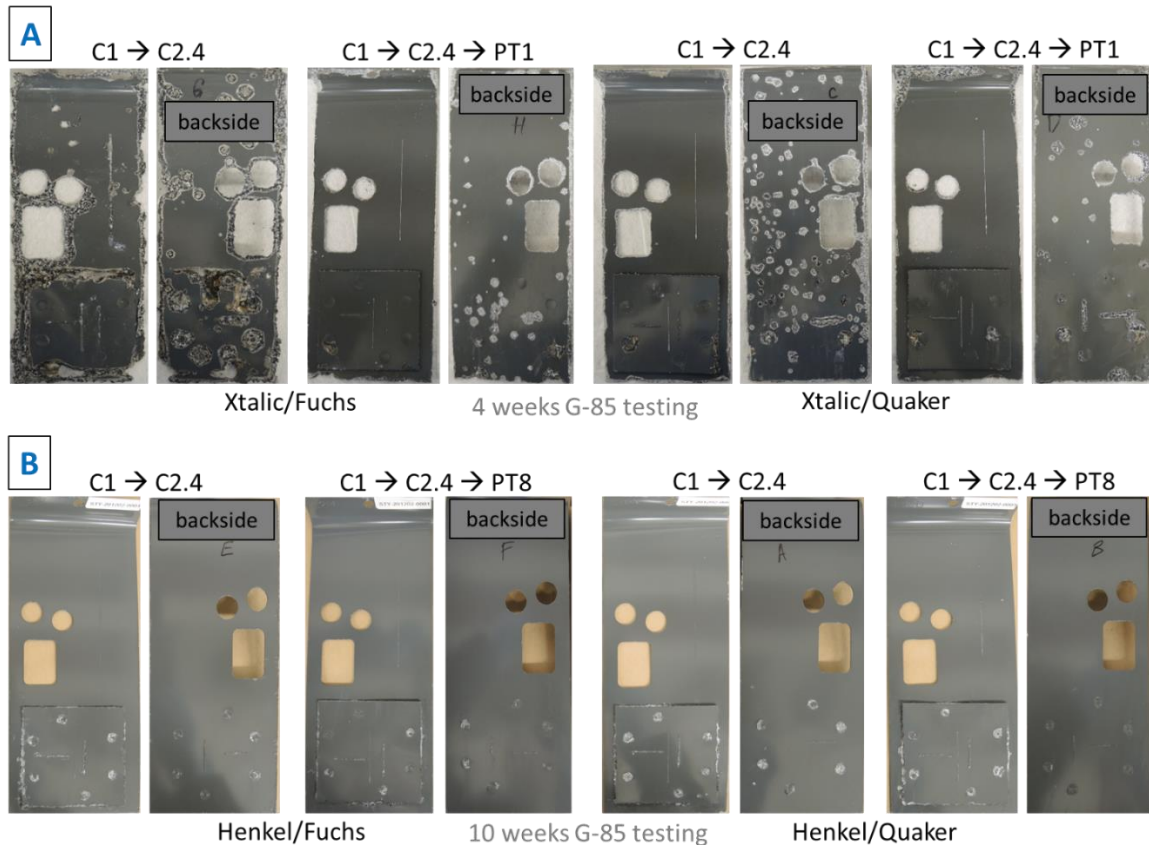 A
C1 → C2.4
C1 → C2.4 → PT1
C1 → C2.4
C1 → C2.4 → PT1
backside
backside
backside
backside
H
C
D
Xtalic/Fuchs
4 weeks G-85 testing
Xtalic/Quaker
B
C1 → C2.4
C1 → C2.4 → PT8
C1 → C2.4
C1 → C2.4 → PT8
backside
backside
backside
backside
E
F
A
B
Henkel/Fuchs
10 weeks G-85 testing
Henkel/Quaker